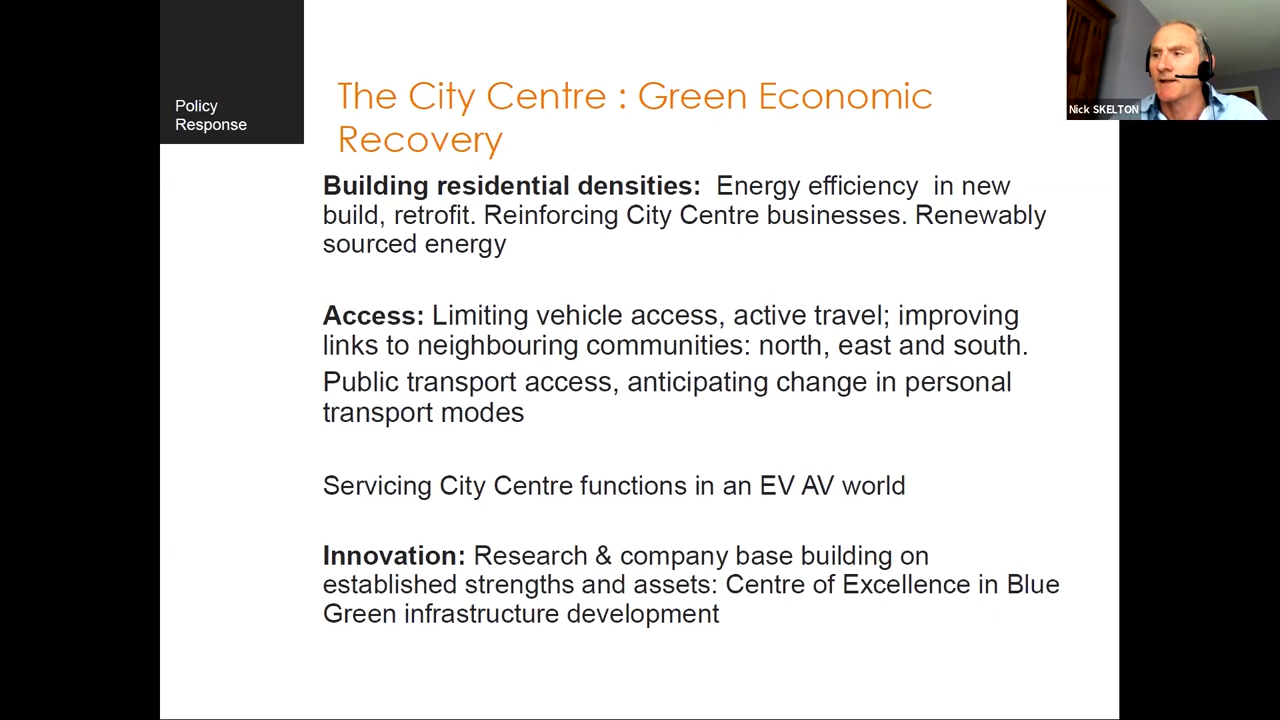 Policy
Response
The City Centre : Green Economic
Recovery
Nick SKELTON
Building residential densities: Energy efficiency in new
build, retrofit. Reinforcing City Centre businesses. Renewably
sourced energy
Access: Limiting vehicle access, active travel; improving
links to neighbouring communities: north, east and south.
Public transport access, anticipating change in personal
transport modes
Servicing City Centre functions in an EV AV world
Innovation: Research & company base building on
established strengths and assets: Centre of Excellence in Blue
Green infrastructure development